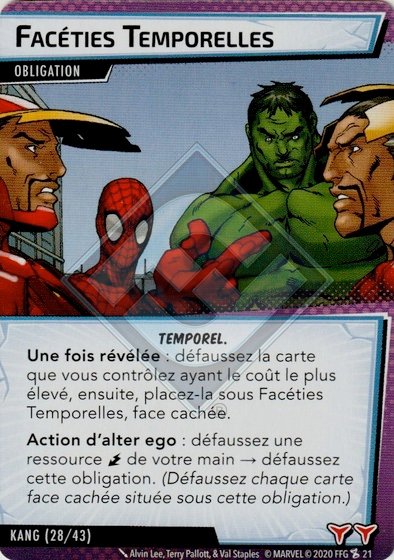 FACÉTIES TEMPORELLES
OBLIGATION
TEMPOREL.
Une fois révélée : défaussez la carte
que vous contrôlez ayant le coût le plus
élevé, ensuite, placez-la sous Facéties
Temporelles, face cachée.
Action d'alter ego : défaussez une
ressource de votre main → défaussez
cette obligation. (Défaussez chaque carte
face cachée située sous cette obligation.)
KANG (28/43)
Alvin Lee, Terry Pallott, & Val Staples © MARVEL © 2020 FFG 21